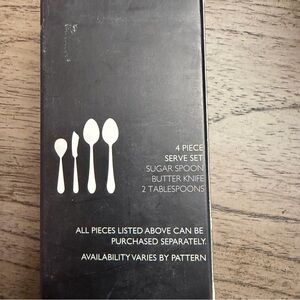 4 PIECE
SERVE SET
SUGAR SPOON
BUTTER KNIFE
2 TABLESPOONS
ALL PIECES LISTED ABOVE CAN BE
PURCHASED SEPARATELY.
AVAILABILITY VARIES BY PATTERN